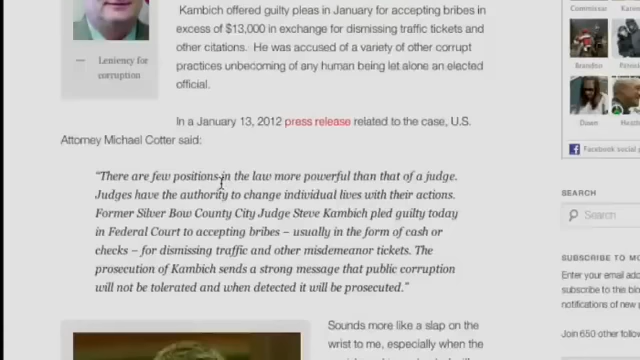 Kambich offered guilty pleas in January for accepting bribes in
excess of $13,000 in exchange for dismissing traffic tickets and
other citations. He was accused of a variety of other corrupt
practices unbecoming of any human being let alone an elected
official.
— Leniency for
corruption
In a January 13, 2012 press release related to the case, U.S.
Attorney Michael Cotter said:
“There are few positions in the law more powerful than that of a judge.
Judges have the authority to change individual lives with their actions.
Former Silver Bow County City Judge Steve Kambich pled guilty today
in Federal Court to accepting bribes – usually in the form of cash or
checks – for dismissing traffic and other misdemeanor tickets. The
prosecution of Kambich sends a strong message that public corruption
will not be tolerated and when detected it will be prosecuted.”
Sounds more like a slap on the
wrist to me, especially when the
Brandon
Dawn
Facebook social p
SEARCH
Search
SUBSCRIBE TO M
Enter your email add
subscribe to the blo
notifications of new p
Join 650 other follow